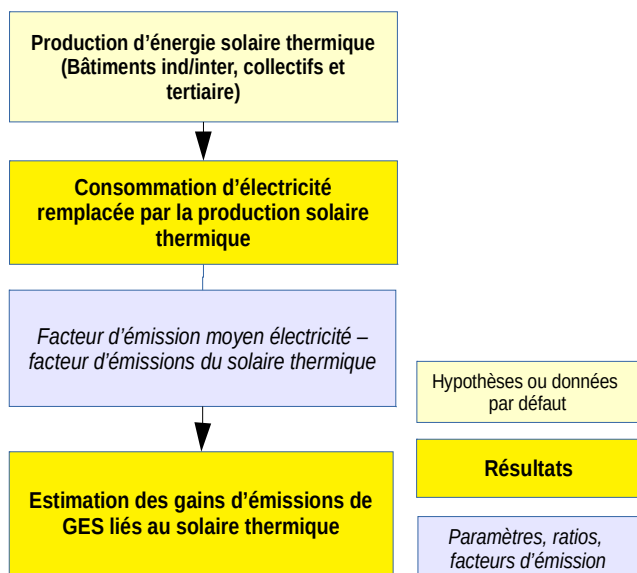 Production d’énergie solaire thermique
(Bâtiments ind/inter, collectifs et
tertiaire)
Consommation d’électricité
remplacée par la production solaire
thermique
Facteur d’émission moyen électricité –
facteur d’émissions du solaire thermique
Estimation des gains d’émissions de
GES liés au solaire thermique
Hypothèses ou données
par défaut
Résultats
Paramètres, ratios,
facteurs d’émission